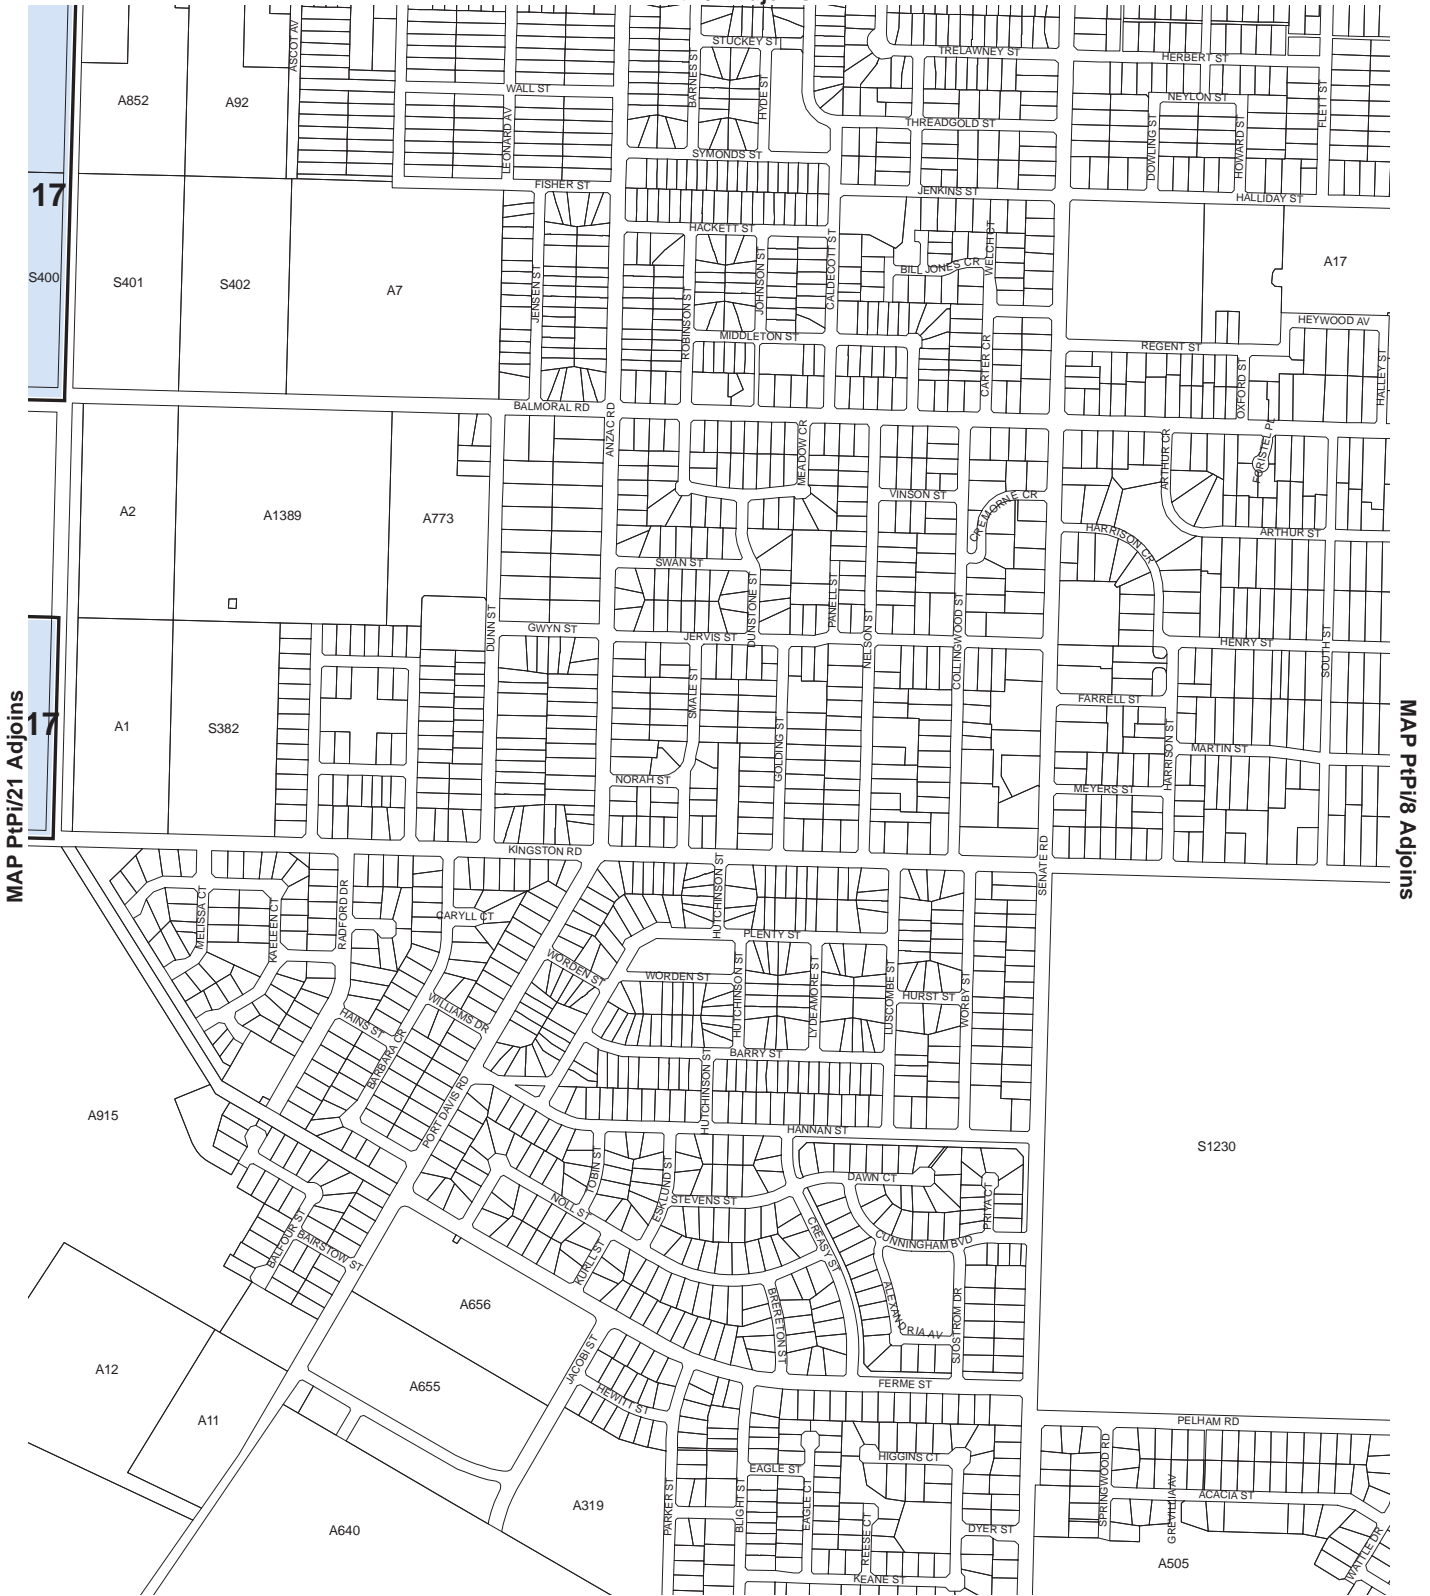 STUCKEY ST
TRELAWNEY ST
HERBERT ST
ASCOT AV
BARNES ST
HYDE ST
WALL ST
NEYLON ST
FLETT ST
A852
A92
LEONARD AV
THREADGOLD ST
DOWLING ST
HOWARD ST
SYMONDS ST
FISHER ST
JENKINS ST
HALLIDAY ST
17
HACKETT ST
WELCH CT
S400
S401
S402
A7
JENSEN ST
ROBINSON ST
JOHNSON ST
CALDECOTT ST
BILL JONES CR
A17
MIDDLETON ST
CARTER CR
HEYWOOD AV
REGENT ST
OXFORD ST
HALLEY ST
BALMORAL RD
ANZAC RD
MEADOW CR
ARTHUR CR
FORISTEL PL
VINSON ST
CREMORNE CR
A2
A1389
A773
HARRISON CR
ARTHUR ST
SWAN ST
DUNSTONE ST
PANELL ST
DUNN ST
GWYN ST
JERVIS ST
NELSON ST
COLLINGWOOD ST
HENRY ST
SOUTH ST
SMALE ST
FARRELL ST
MAP PtPi/21 Adjoins
17
A1
S382
MAP PtPi/8 Adjoins
GOLDING ST
HARRISON ST
MARTIN ST
NORAH ST
MEYERS ST
KINGSTON RD
SENATE RD
MELISSA CT
KAELEEN CT
RADFORD DR
CARYLL CT
HUTCHINSON ST
PLENTY ST
WORDEN ST
WORDEN ST
HUTCHINSON ST
LYDEAMORE ST
LUSCOMBE ST
HURST ST
WORBY ST
WILLIAMS DR
HAINS ST
BARBARA CR
BARRY ST
PORT DAVIS RD
HUTCHINSON ST
A915
HANNAN ST
S1230
TOBIN ST
ESKLUND ST
DAWN CT
PRIYA CT
STEVENS ST
NOLL ST
BALFOUR ST
BAIRSTOW ST
CREASY ST
CUNNINGHAM BVD
KURLL ST
A656
BRERETON ST
ALEXANDRIA AV
SJOSTROM DR
JACOBI ST
A12
A655
HEWITT ST
FERME ST
A11
PELHAM RD
HIGGINS CT
EAGLE ST
SPRINGWOOD RD
GREVILLIA AV
ACACIA ST
A319
PARKER ST
BLIGHT ST
EAGLE CT
REESE CT
DYER ST
A640
KEANE ST
A505
WATTLE DR